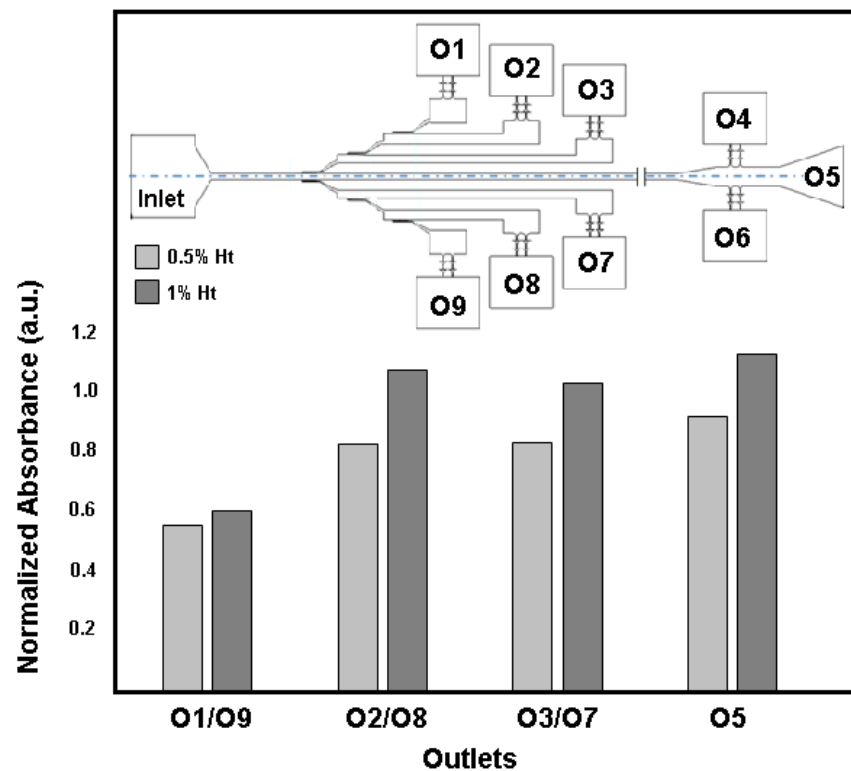 O1
O2
O3
O4
Inlet
O5
O6
O7
O8
O9
0.5% Ht
1% Ht
Normalized Absorbance (a.u.)
1.2
1.0
0.8
0.6
0.4
0.2
O1/O9
O2/O8
O3/O7
O5
Outlets